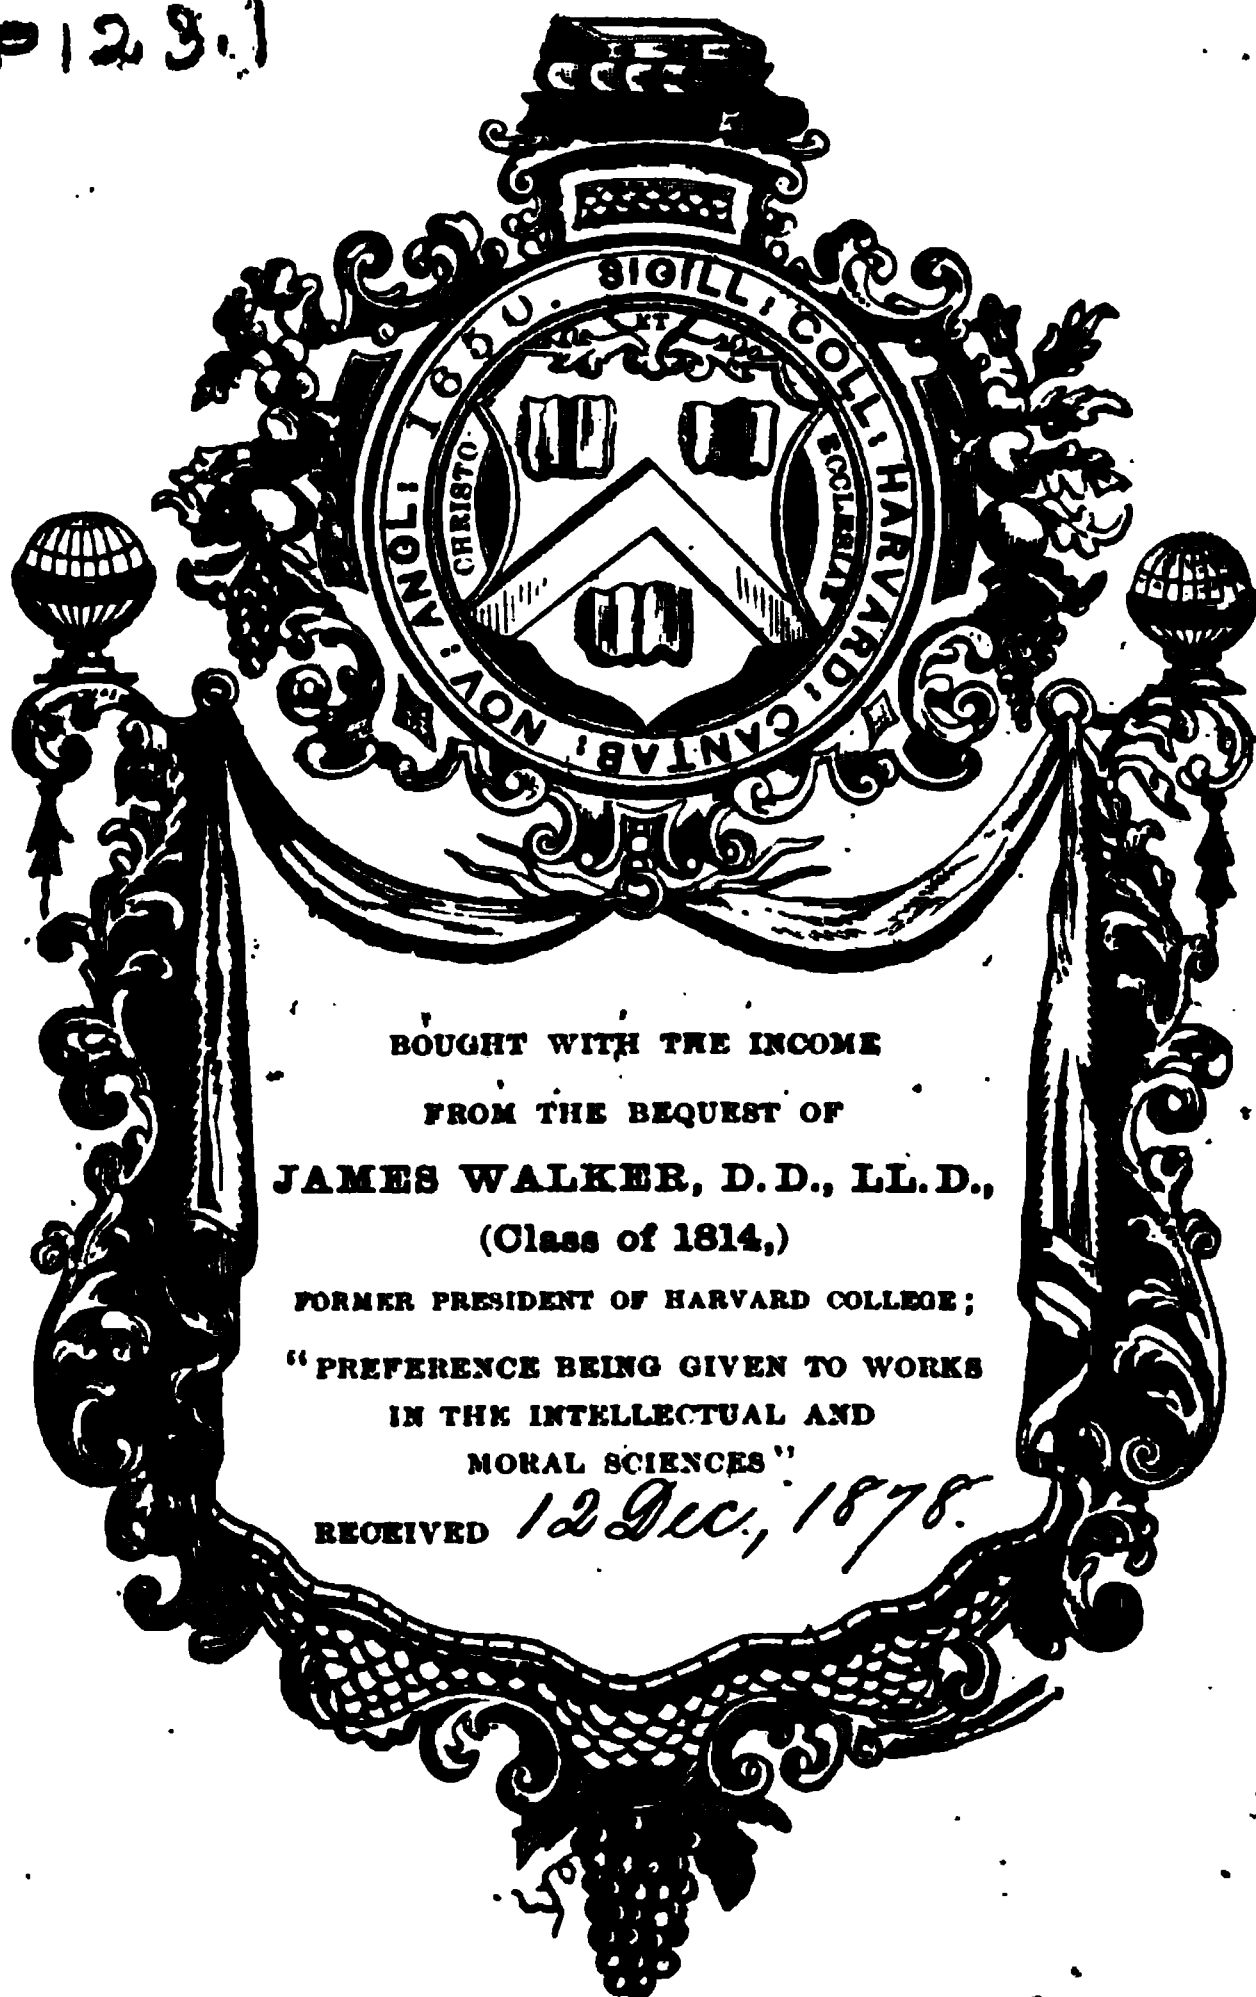 123.
SIGILL: COLL: HARVARD: CANTAB: NOV: ANGL: 1650.
CHRISTO
ET
ECCLESIAE
BOUGHT WITH THE INCOME
FROM THE BEQUEST OF
JAMES WALKER, D.D., LL.D.,
(Class of 1814,)
FORMER PRESIDENT OF HARVARD COLLEGE;
"PREFERENCE BEING GIVEN TO WORKS
IN THE INTELLECTUAL AND
MORAL SCIENCES"
RECEIVED 12 Dec., 1878.